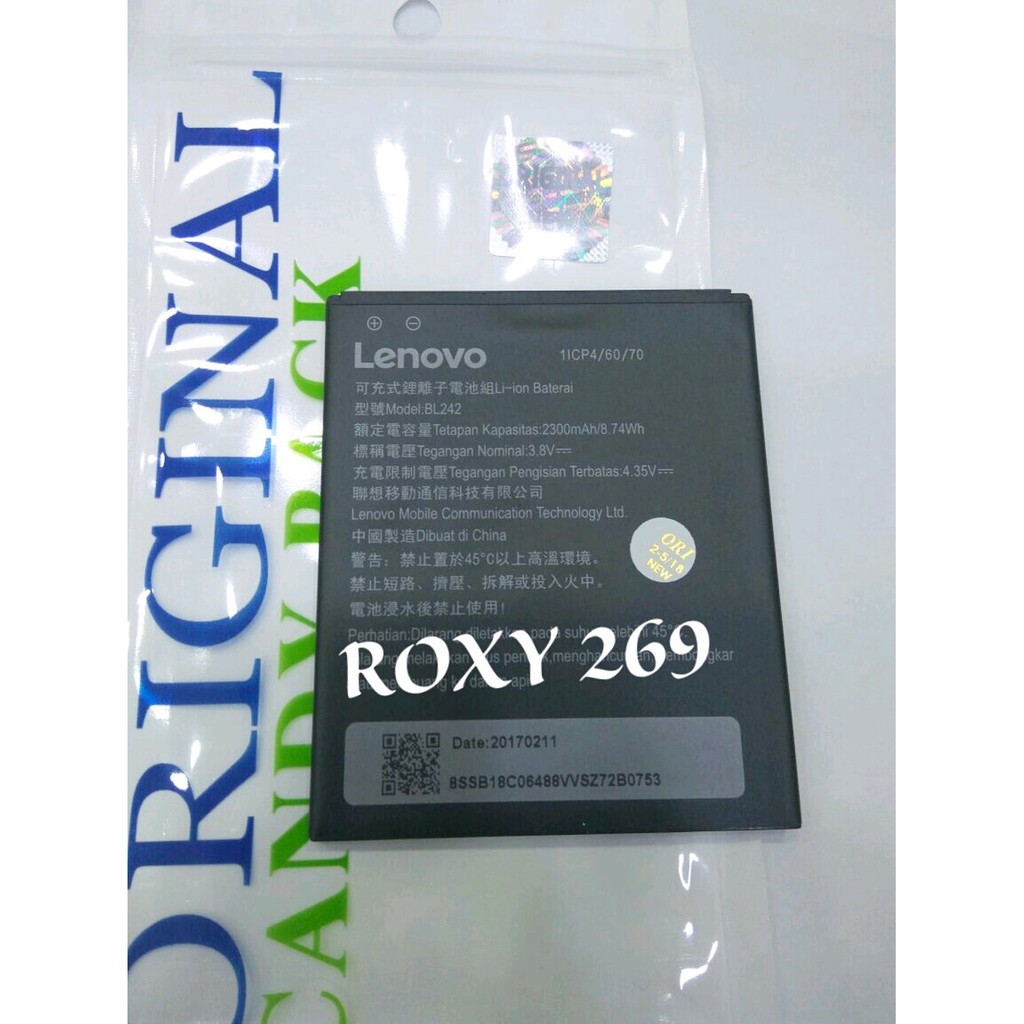 ORIGINAL
CANDY PACK
Lenovo
1ICP4/60/70
可充式鋰離子電池組Li-ion Baterai
型號Model:BL242
額定電容量Tetapan Kapasitas:2300mAh/8.74Wh
標稱電壓Tegangan Nominal:3.8V
充電限制電壓Tegangan Pengisian Terbatas:4.35V
聯想移動通信科技有限公司
Lenovo Mobile Communication Technology Ltd.
中國製造Dibuat di China
警告：禁止置於45°C以上高溫環境。
禁止短路、擠壓、拆解或投入火中。
電池浸水後禁止使用！
ORI
2-5/18
NEW
Perhatian:Dilarang pada
ROXY 269
Date:20170211
8SSB18C06488VVSZ72B0753